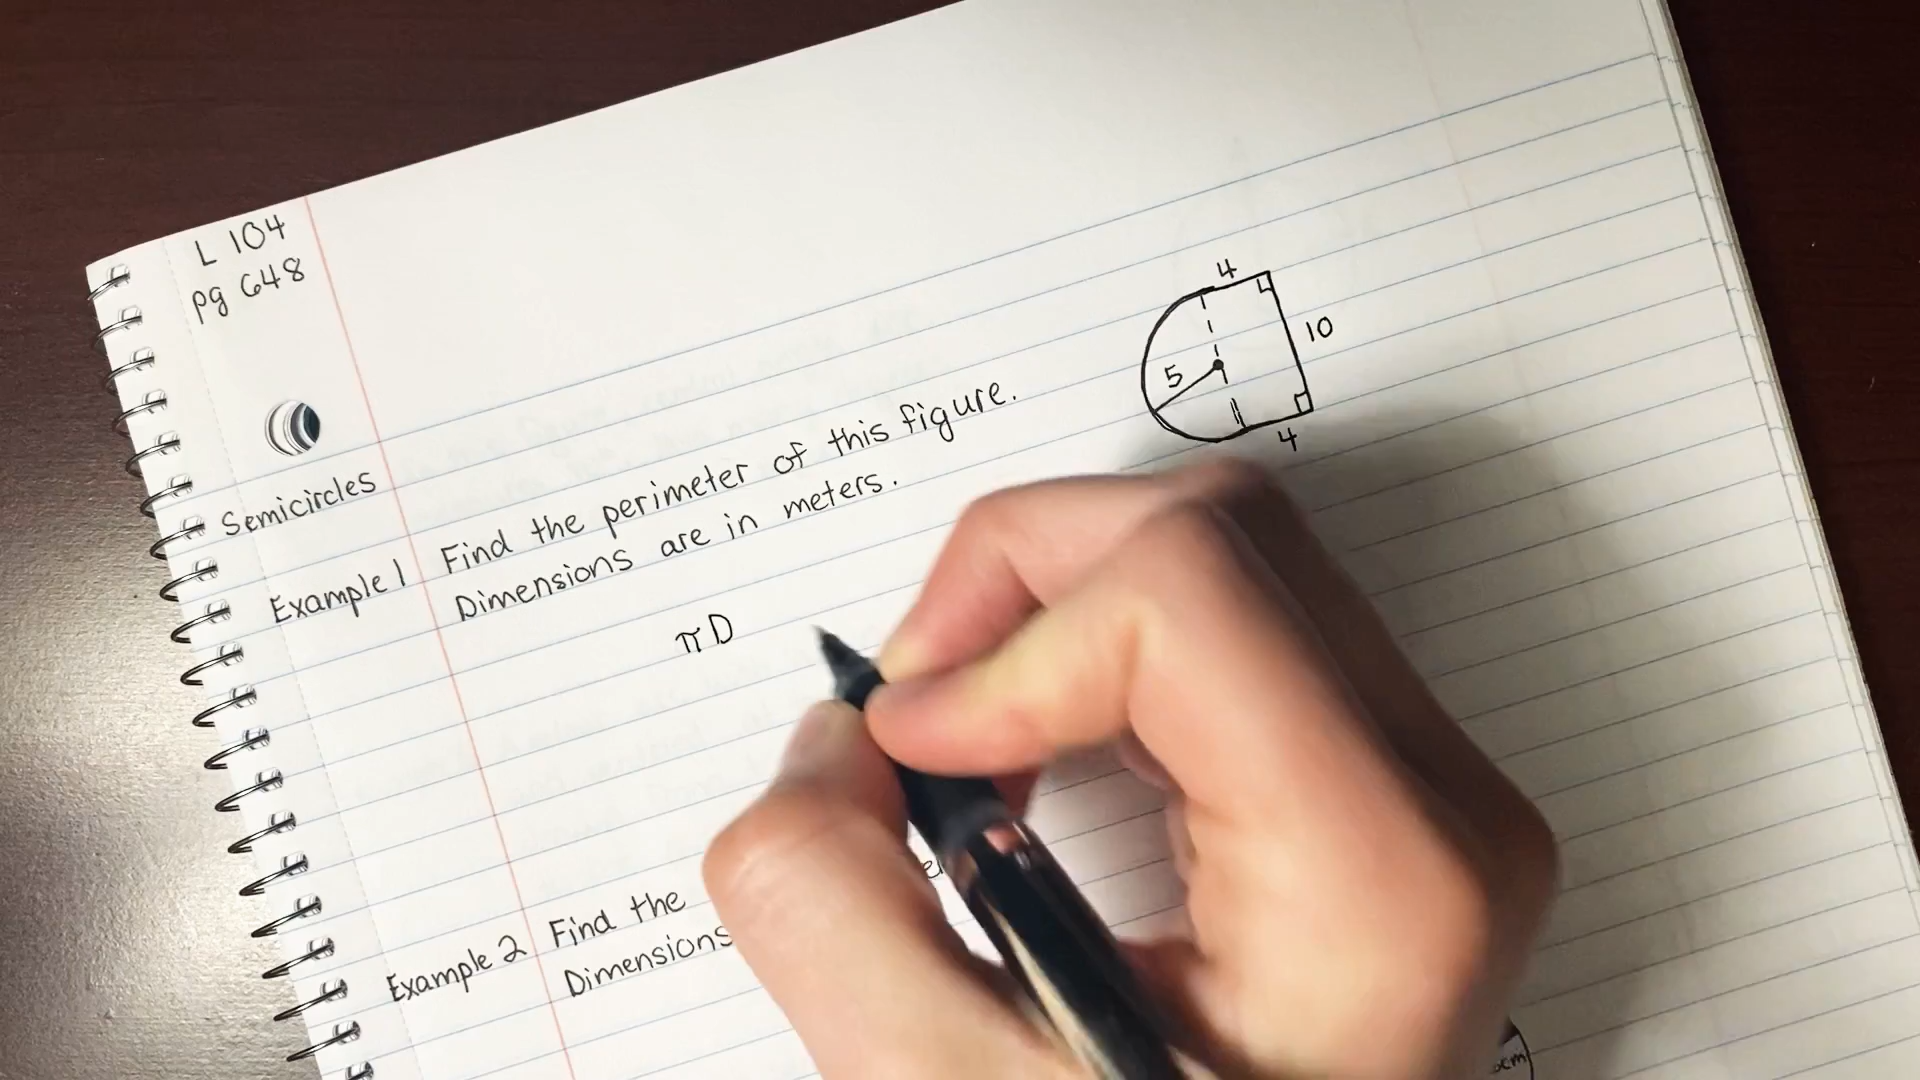 L 104
pg 648
Semicircles
Example 1 Find the perimeter of this figure.
Dimensions are in meters.
4
10
5
4
πD
Example 2 Find the
Dimensions
cm